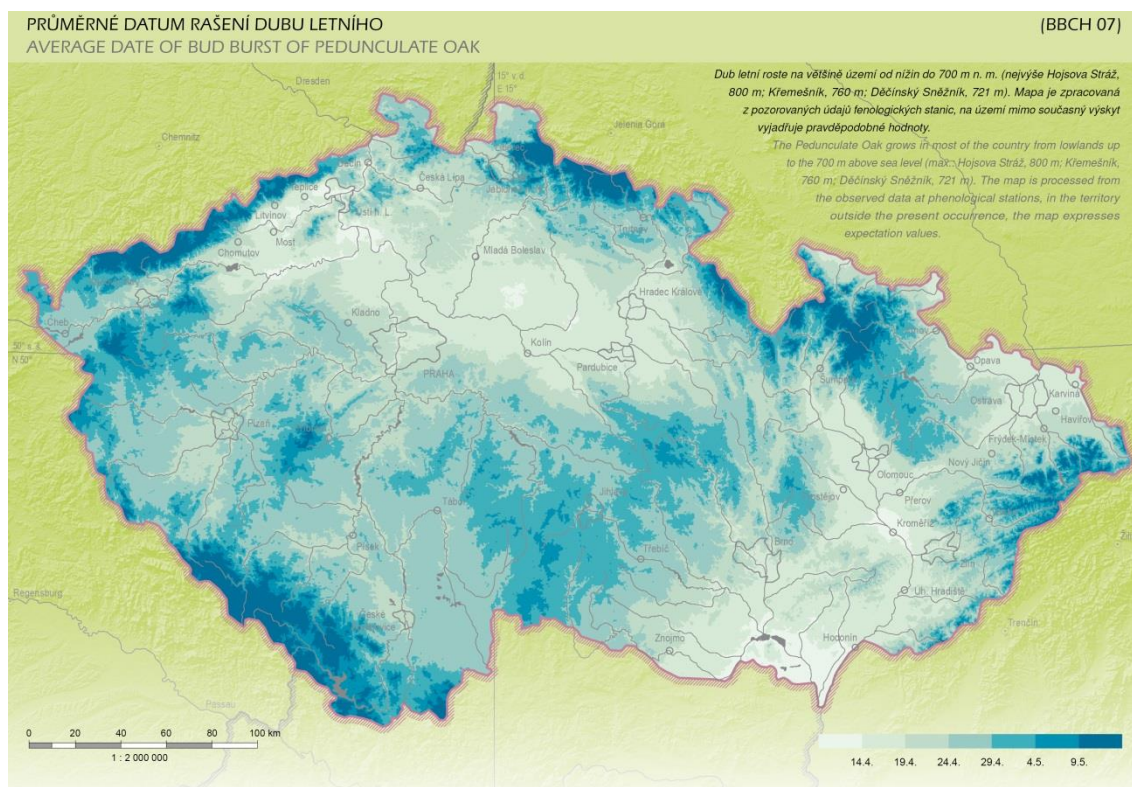 PRŮMĚRNÉ DATUM RAŠENÍ DUBU LETNÍHO
(BBCH 07)
AVERAGE DATE OF BUD BURST OF PEDUNCULATE OAK
Dub letní roste na většině území od nížin do 700 m n. m. (nejvýše Hojsova Stráž,
800 m; Křemešník, 760 m; Děčínský Sněžník, 721 m). Mapa je zpracovaná
z pozorovaných údajů fenologických stanic, na území mimo současný výskyt
vyjadřuje pravděpodobné hodnoty.
The Pedunculate Oak grows in most of the country from lowlands up
to the 700 m above sea level (max.: Hojsova Stráž, 800 m; Křemešník,
760 m; Děčínský Sněžník, 721 m). The map is processed from
the observed data at phenological stations, in the territory
outside the present occurrence, the map expresses
expectation values.
15° v. d.
E 15°
Dresden
Chemnitz
Jelenia Góra
Česká Lípa
Litvínov
Ústí n. L.
Most
Chomutov
Mladá Boleslav
Hradec Králové
Kladno
Cheb
50° s. š.
N 50°
Kolín
Pardubice
PRAHA
Opava
Karviná
Ostrava
Havířov
Plzeň
Frýdek-Místek
Nový Jičín
Olomouc
Přerov
Tábor
Jihlava
Kroměříž
Písek
Třebíč
Brno
Zlín
Regensburg
Uh. Hradiště
České
Trenčín
Znojmo
Hodonín
Passau
0 20 40 60 80 100 km
1 : 2 000 000
14.4. 19.4. 24.4. 29.4. 4.5. 9.5.